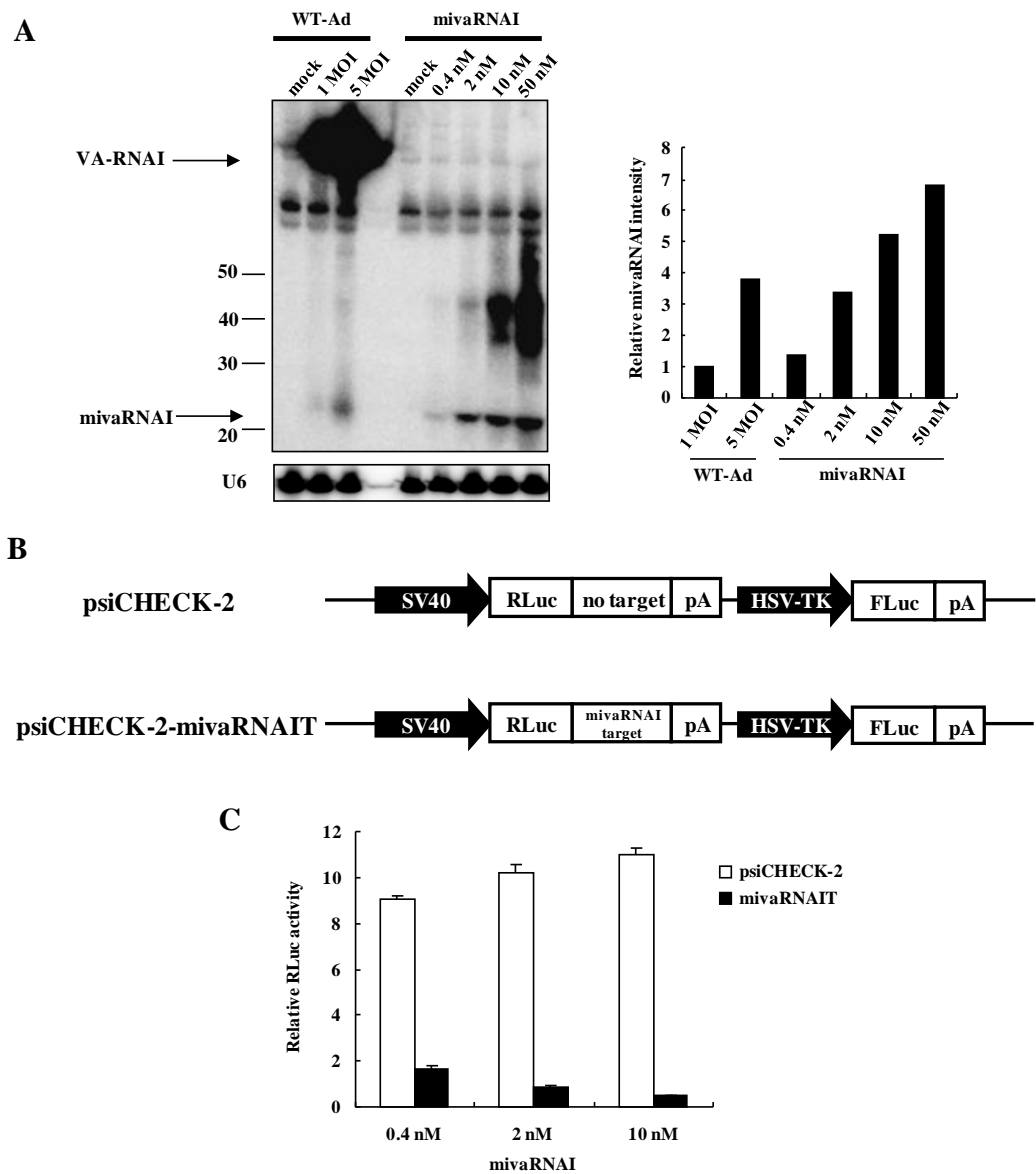 A
WT-Ad
mivaRNAI
mock
1 MOI
5 MOI
mock
0.4 nM
2 nM
10 nM
50 nM
VA-RNAI
50
40
30
mivaRNAI
20
U6
Relative mivaRNAI intensity
8
7
6
5
4
3
2
1
0
1 MOI
5 MOI
0.4 nM
2 nM
10 nM
50 nM
WT-Ad
mivaRNAI
B
psiCHECK-2
SV40
RLuc
no target
pA
HSV-TK
FLuc
pA
psiCHECK-2-mivaRNAIT
SV40
RLuc
mivaRNAI
target
pA
HSV-TK
FLuc
pA
C
Relative RLuc activity
12
10
8
6
4
2
0
psiCHECK-2
mivaRNAIT
0.4 nM
2 nM
10 nM
mivaRNAI